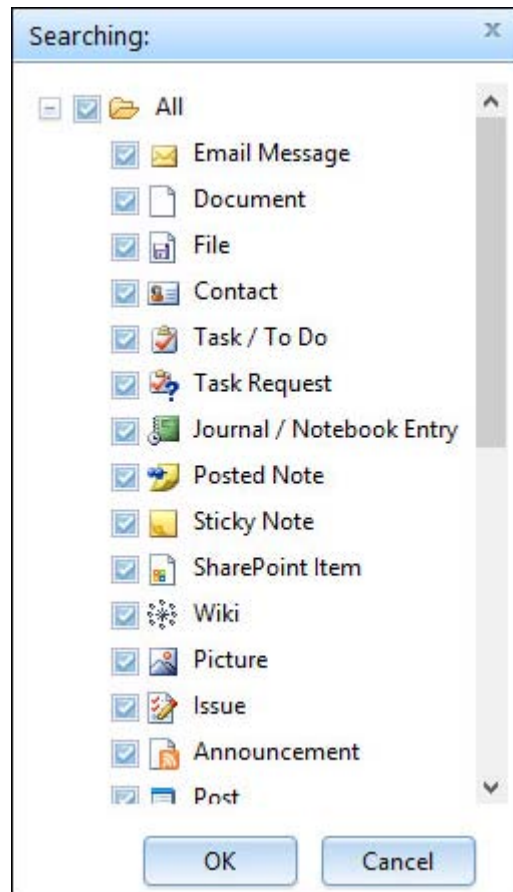 Searching:
All
Email Message
Document
File
Contact
Task / To Do
Task Request
Journal / Notebook Entry
Posted Note
Sticky Note
SharePoint Item
Wiki
Picture
Issue
Announcement
Post
OK Cancel